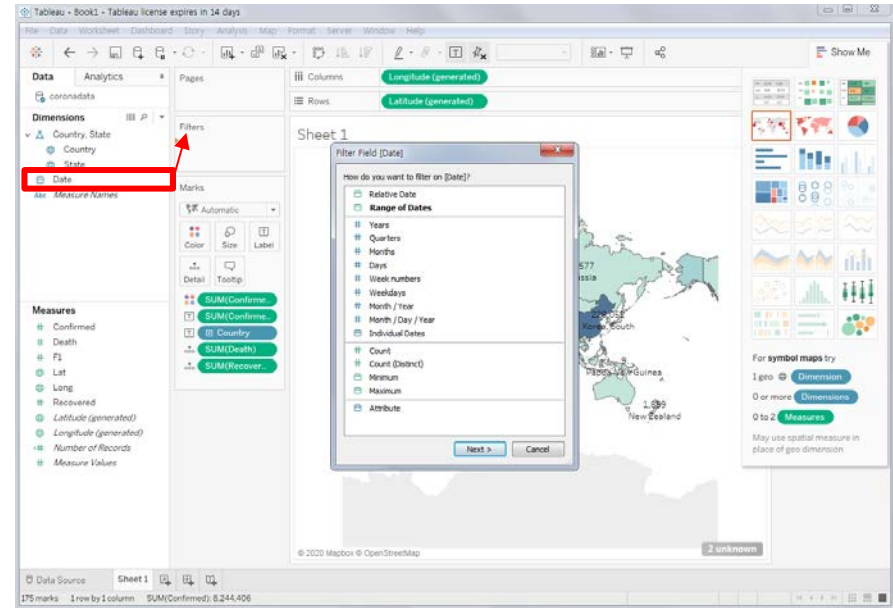 Tableau - Book1 - Tableau license expires in 14 days
File Data Worksheet Dashboard Story Analysis Map Format Server Window Help
Show Me
Data Analytics
coronadata
Dimensions
Country, State
Country
State
Date
Abc Measure Names
Measures
Confirmed
Death
F1
Lat
Long
Recovered
Latitude (generated)
Longitude (generated)
Number of Records
Measure Values
Pages
Filters
Marks
Automatic
Color Size Label
Detail Tooltip
SUM(Confirme..
SUM(Confirme..
Country
SUM(Death)
SUM(Recover..
Columns Longitude (generated)
Rows Latitude (generated)
Sheet 1
Filter Field [Date]
How do you want to filter on [Date]?
Relative Date
Range of Dates
# Years
# Quarters
# Months
# Days
# Week numbers
# Weekdays
# Month / Year
# Month / Day / Year
Individual Dates
# Count
# Count (Distinct)
Minimum
Maximum
Attribute
Next > Cancel
577
Korea, South
Papua New Guinea
New Zealand
© 2020 Mapbox © OpenStreetMap
2 unknown
For symbol maps try
1 geo Dimension
0 or more Dimensions
0 to 2 Measures
May use spatial measure in
place of geo dimension
Data Source Sheet 1
175 marks 1 row by 1 column SUM(Confirmed): 8,244,406